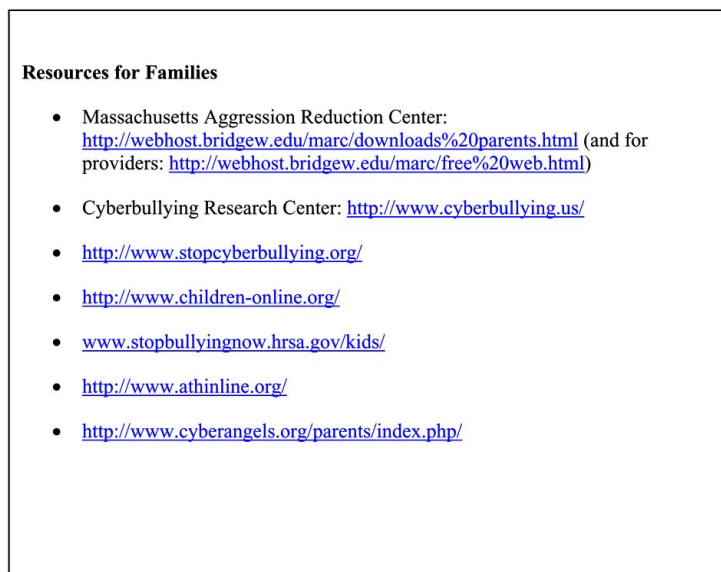 Resources for Families
• Massachusetts Aggression Reduction Center:
http://webhost.bridgew.edu/marc/downloads%20parents.html (and for
providers: http://webhost.bridgew.edu/marc/free%20web.html)
• Cyberbullying Research Center: http://www.cyberbullying.us/
• http://www.stopcyberbullying.org/
• http://www.children-online.org/
• www.stopbullyingnow.hrsa.gov/kids/
• http://www.athinline.org/
• http://www.cyberangels.org/parents/index.php/